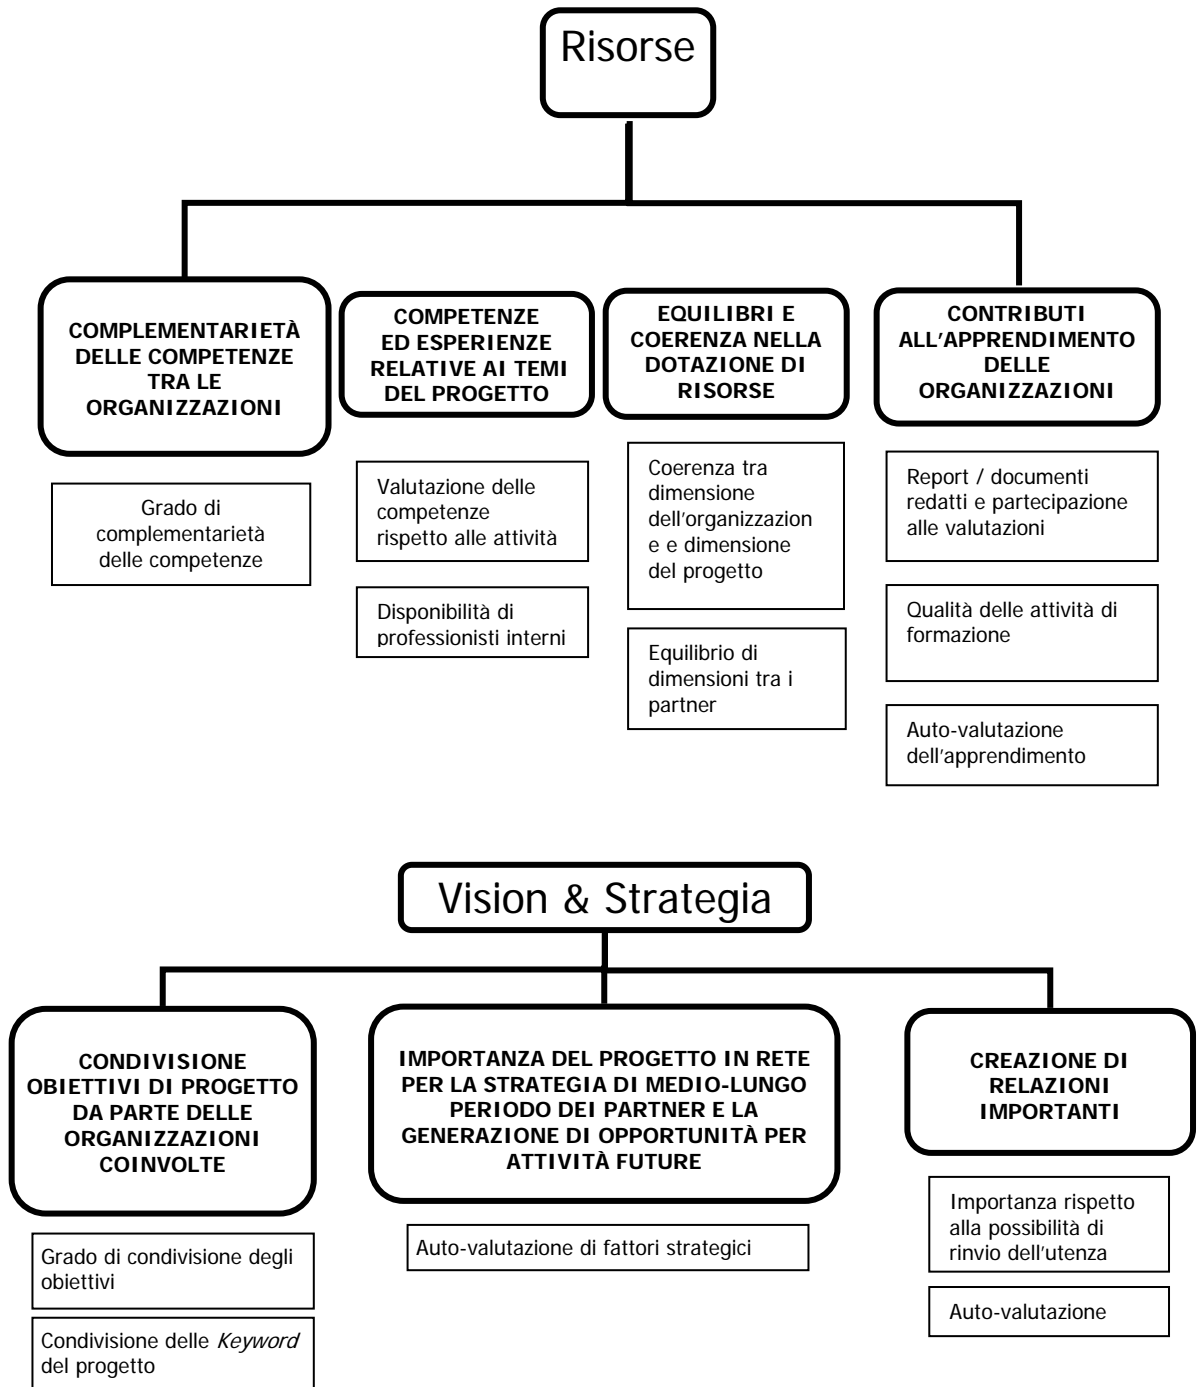 Risorse
COMPLEMENTARIETÀ
DELLE COMPETENZE
TRA LE
ORGANIZZAZIONI
Grado di
complementarietà
delle competenze
COMPETENZE
ED ESPERIENZE
RELATIVE AI TEMI
DEL PROGETTO
Valutazione delle
competenze
rispetto alle attività
Disponibilità di
professionisti interni
EQUILIBRI E
COERENZA NELLA
DOTAZIONE DI
RISORSE
Coerenza tra
dimensione
dell'organizzazion
e e dimensione
del progetto
Equilibrio di
dimensioni tra i
partner
CONTRIBUTI
ALL'APPRENDIMENTO
DELLE
ORGANIZZAZIONI
Report / documenti
redatti e partecipazione
alle valutazioni
Qualità delle attività di
formazione
Auto-valutazione
dell'apprendimento
Vision & Strategia
CONDIVISIONE
OBIETTIVI DI PROGETTO
DA PARTE DELLE
ORGANIZZAZIONI
COINVOLTE
Grado di condivisione degli
obiettivi
Condivisione delle Keyword
del progetto
IMPORTANZA DEL PROGETTO IN RETE
PER LA STRATEGIA DI MEDIO-LUNGO
PERIODO DEI PARTNER E LA
GENERAZIONE DI OPPORTUNITÀ PER
ATTIVITÀ FUTURE
Auto-valutazione di fattori strategici
CREAZIONE DI
RELAZIONI
IMPORTANTI
Importanza rispetto
alla possibilità di
rinvio dell'utenza
Auto-valutazione